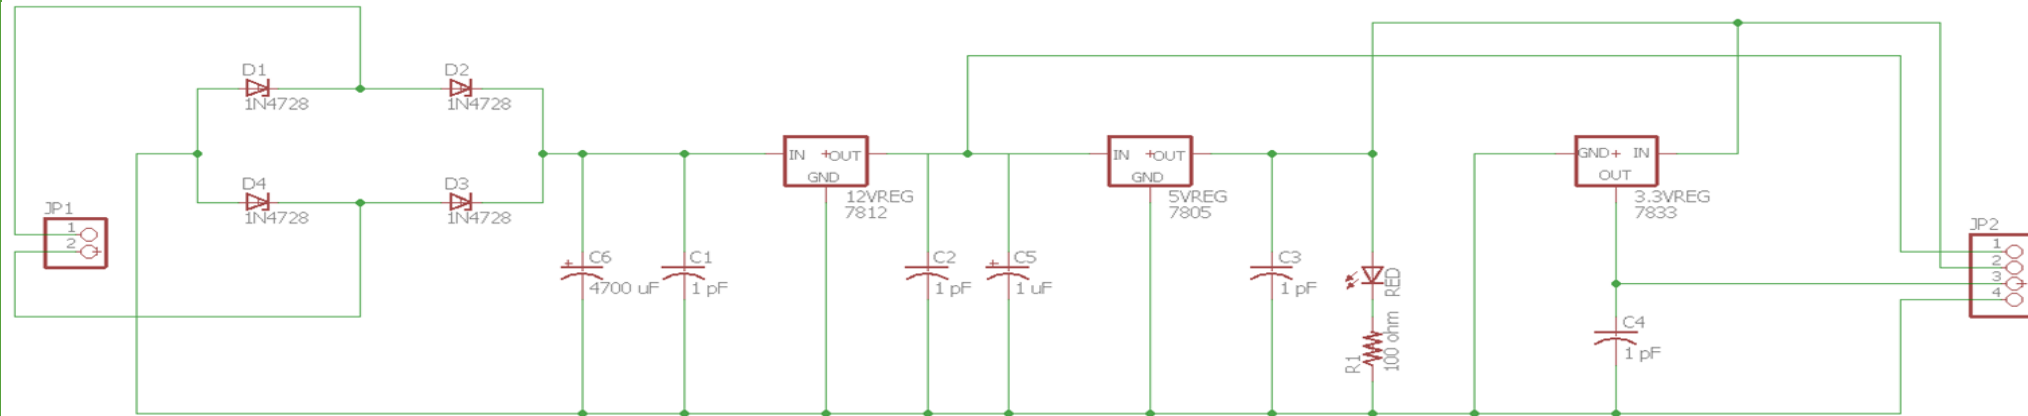 D1
1N4728
D2
1N4728
D4
1N4728
D3
1N4728
JP1
1
2
C6
4700 uF
C1
1 pF
IN +OUT
GND
12VREG
7812
C2
1 pF
C5
1 uF
IN +OUT
GND
5VREG
7805
C3
1 pF
RED
R1
100 ohm
GND+ IN
OUT
3.3VREG
7833
C4
1 pF
JP2
1
2
3
4